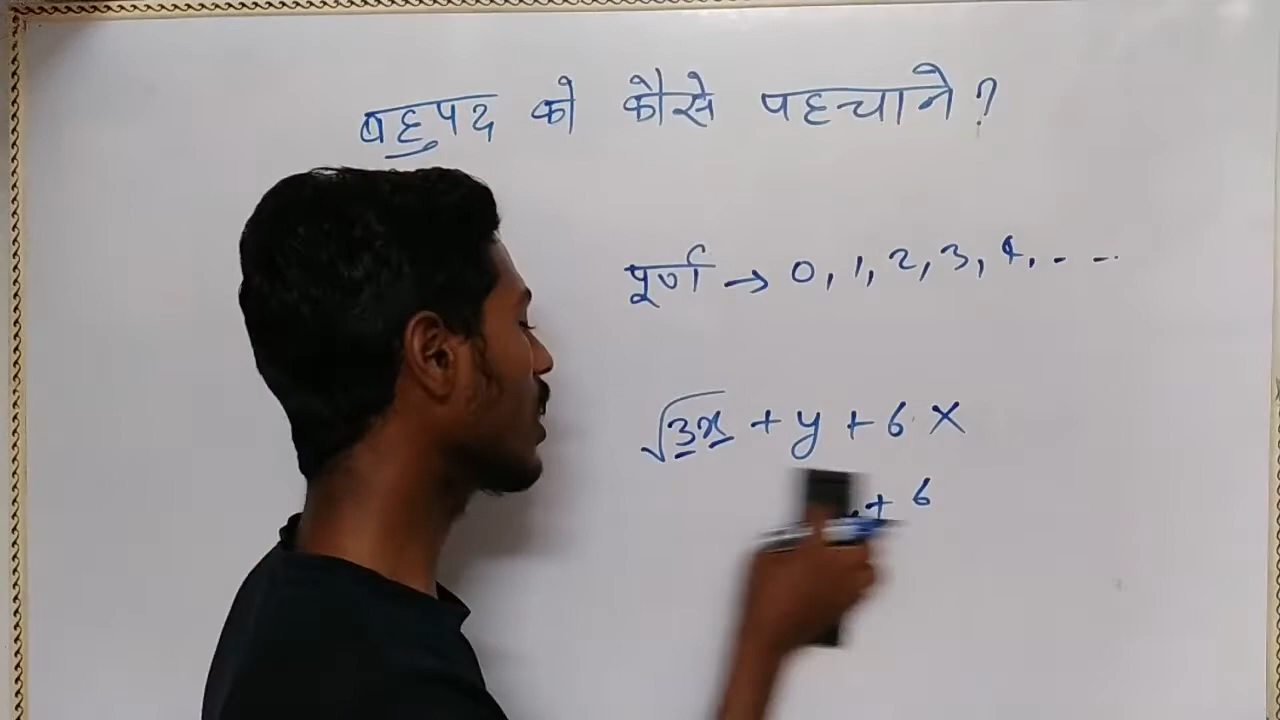 बहुपद को कैसे पहचाने?
पूर्ण → 0, 1, 2, 3, 4, - -
√3x + y + 6 ×
+ 6